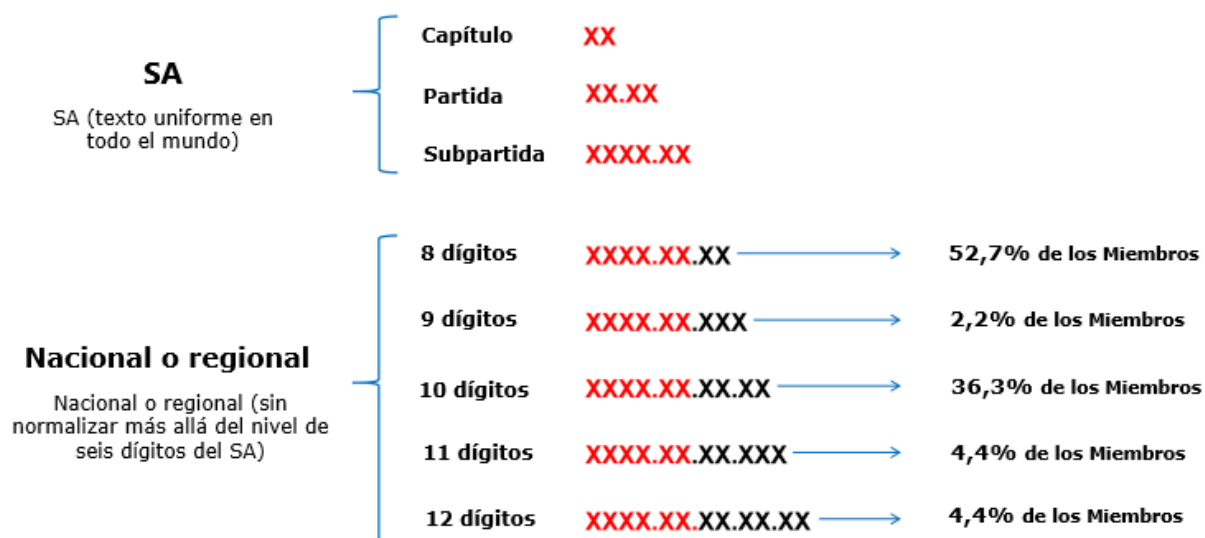 SA
SA (texto uniforme en
todo el mundo)
Capítulo XX
Partida XX.XX
Subpartida XXXX.XX
Nacional o regional
Nacional o regional (sin
normalizar más allá del nivel de
seis dígitos del SA)
8 dígitos XXXX.XX.XX 52,7% de los Miembros
9 dígitos XXXX.XX.XXX 2,2% de los Miembros
10 dígitos XXXX.XX.XX.XX 36,3% de los Miembros
11 dígitos XXXX.XX.XX.XXX 4,4% de los Miembros
12 dígitos XXXX.XX.XX.XX.XX 4,4% de los Miembros